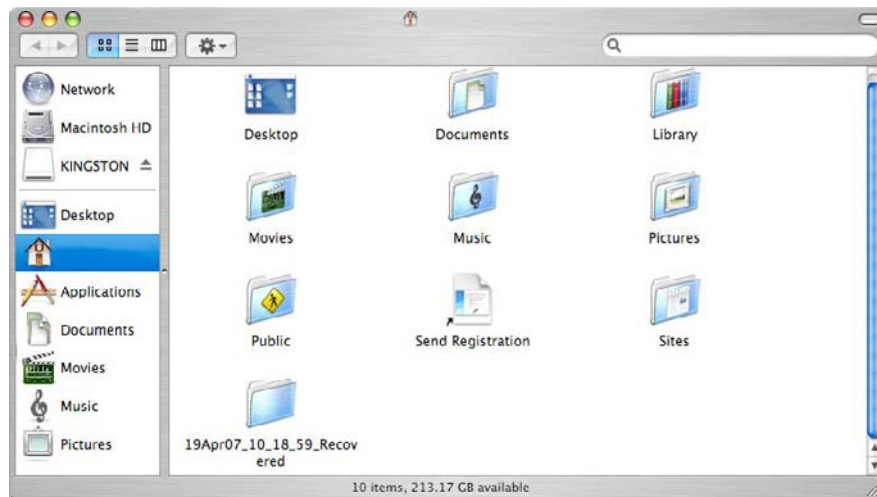 Network
Macintosh HD
KINGSTON
Desktop
Applications
Documents
Movies
Music
Pictures
Desktop
Documents
Library
Movies
Music
Pictures
Public
Send Registration
Sites
19Apr07_10_18_59_Recov
ered
10 items, 213.17 GB available